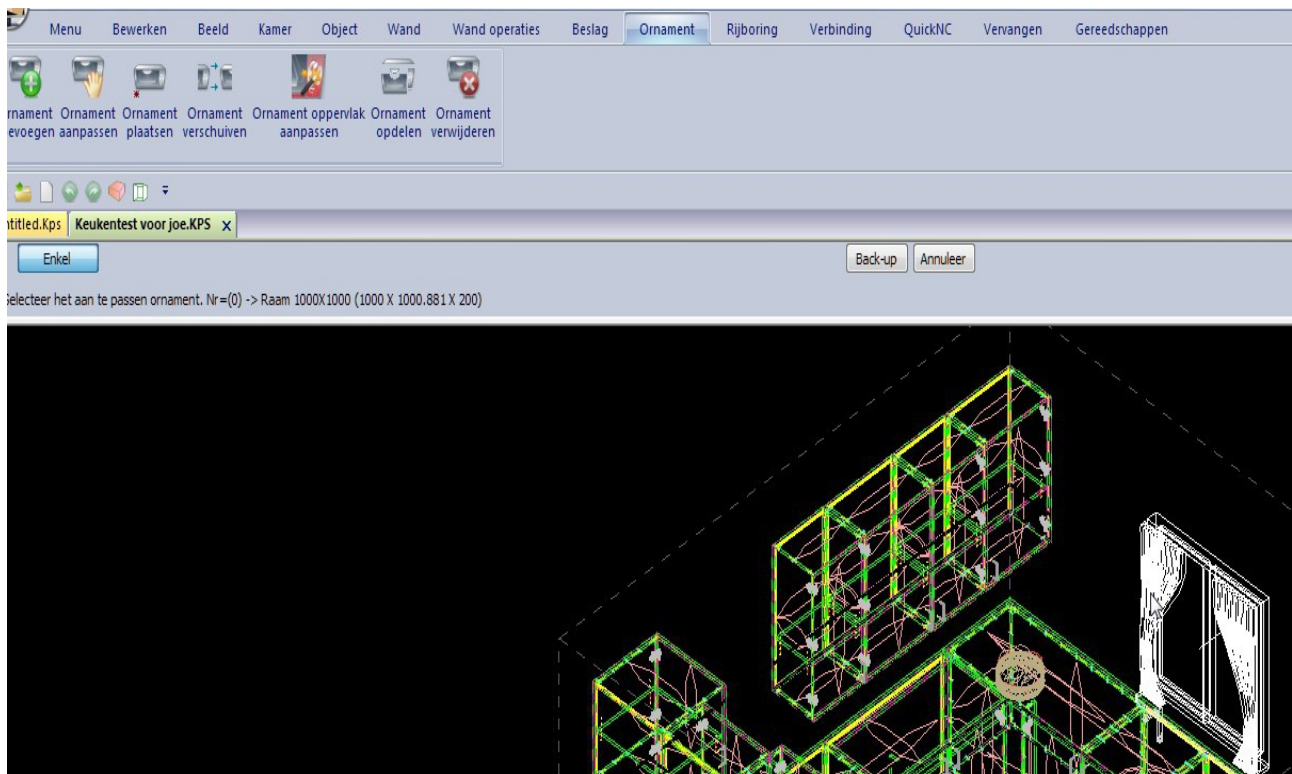 Menu Bewerken Beeld Kamer Object Wand Wand operaties Beslag Ornament Rijboring Verbinding QuickNC Vervangen Gereedschappen
rnament Ornament Ornament Ornament Ornament oppervlak Ornament Ornament
evoegen aanpassen plaatsen verschuiven aanpassen opdelen verwijderen
ntitled.Kps Keukentest voor joe.KPS x
Enkel Back-up Annuleer
Selecteer het aan te passen ornament. Nr=(0) -> Raam 1000X1000 (1000 X 1000.881 X 200)